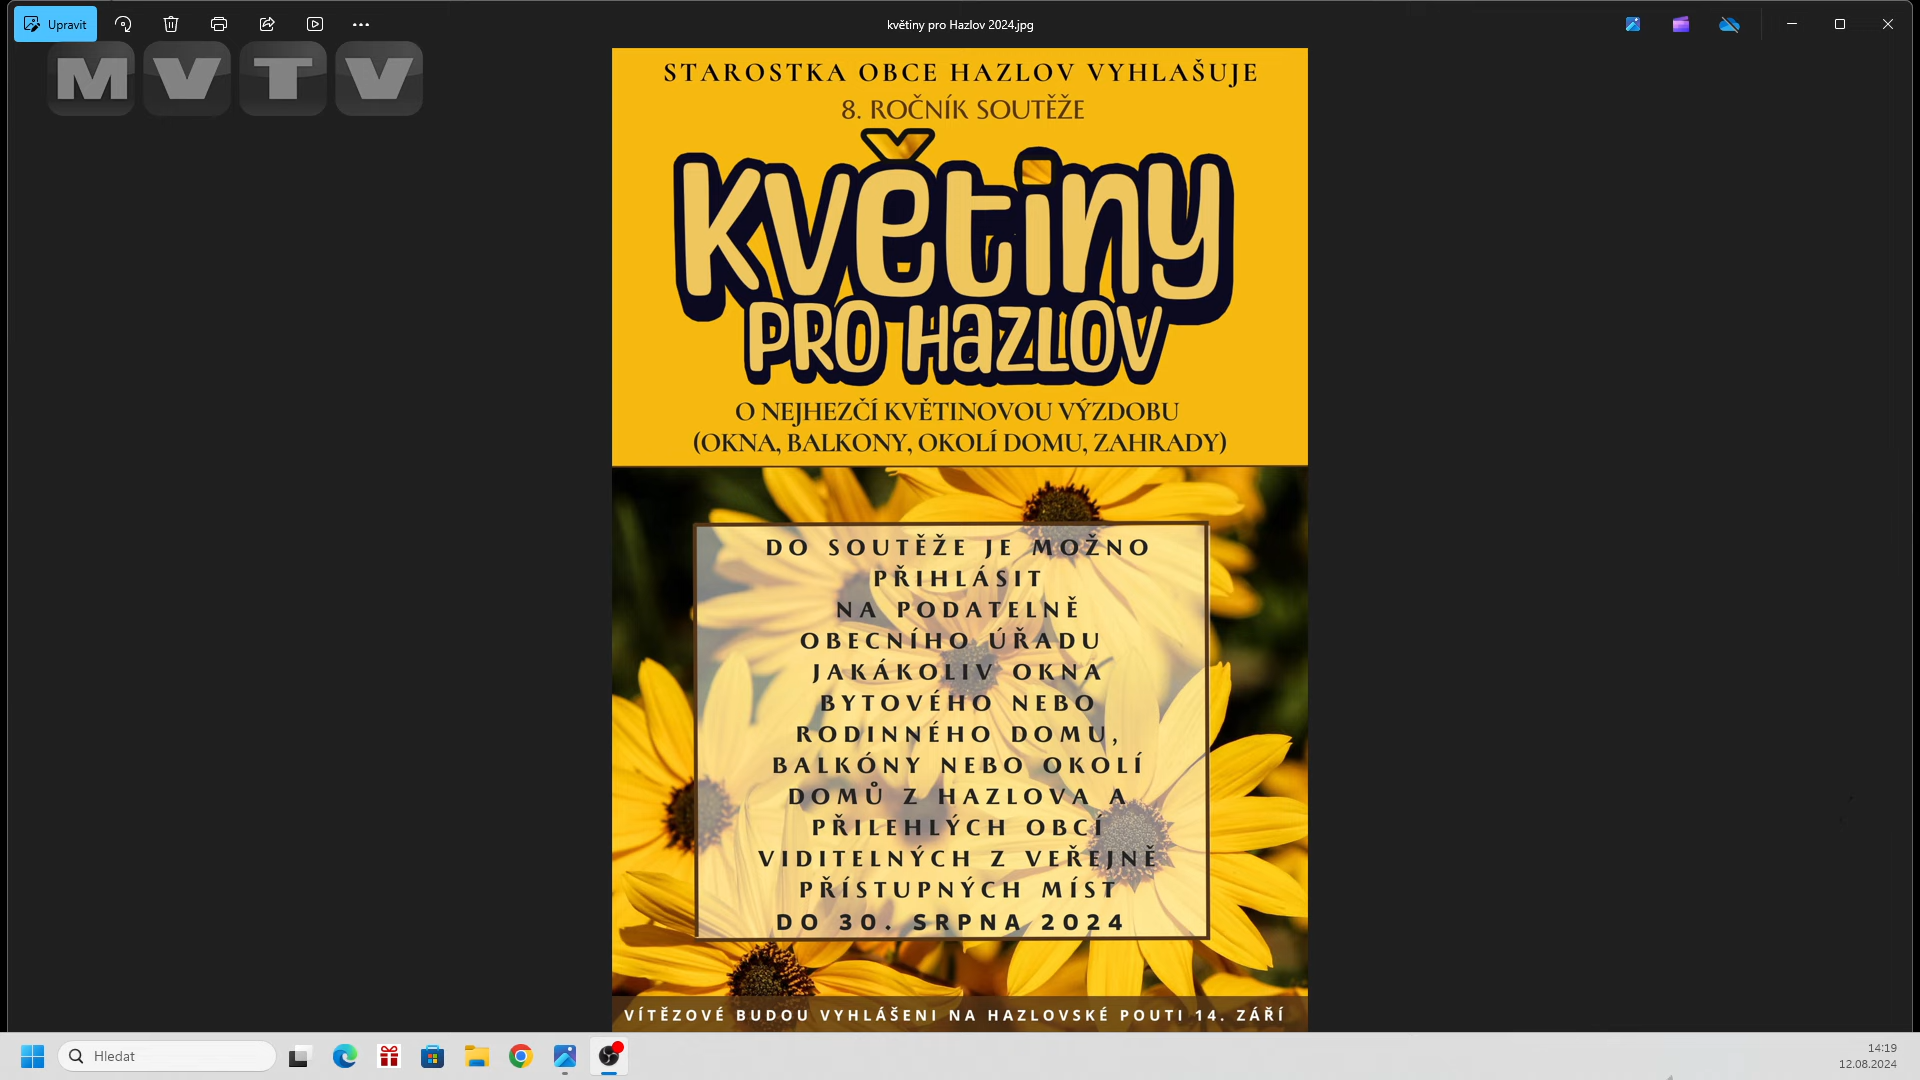 Upravit
květiny pro Hazlov 2024.jpg
MVTV
STAROSTKA OBCE HAZLOV VYHLAŠUJE
8. ROČNÍK SOUTĚŽE
Květiny
PRO HAZLOV
O NEJHEZČÍ KVĚTINOVOU VÝZDOBU
(OKNA, BALKONY, OKOLÍ DOMU, ZAHRADY)
DO SOUTĚŽE JE MOŽNO
PŘIHLÁSIT
NA PODATELNĚ
OBECNÍHO ÚŘADU
JAKÁKOLIV OKNA
BYTOVÉHO NEBO
RODINNÉHO DOMU,
BALKÓNY NEBO OKOLÍ
DOMŮ Z HAZLOVA A
PŘILEHLÝCH OBCÍ
VIDITELNÝCH Z VEŘEJNĚ
PŘÍSTUPNÝCH MÍST
DO 30. SRPNA 2024
VÍTĚZOVÉ BUDOU VYHLÁŠENI NA HAZLOVSKÉ POUTI 14. ZÁŘÍ
Hledat
14:19
12.08.2024